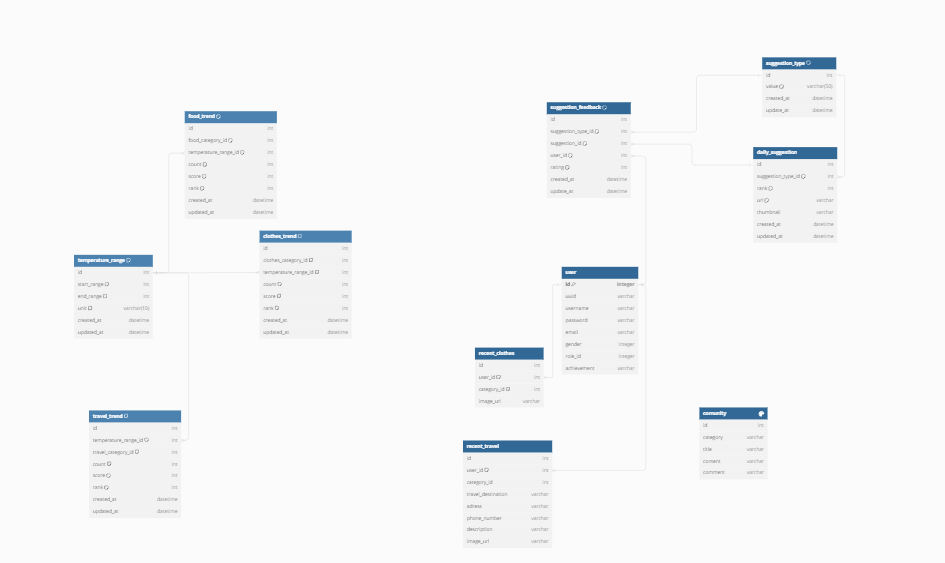 suggestion_type
id int
value varchar(50)
created_at datetime
update_at datetime
suggestion_feedback
id int
suggestion_type_id int
suggestion_id int
user_id int
rating int
created_at datetime
update_at datetime
food_trend
id int
food_category_id int
temperature_range_id int
count int
score int
rank int
created_at datetime
updated_at datetime
daily_suggestion
id int
suggestion_type_id int
rank int
url varchar
thumbnail varchar
created_at datetime
updated_at datetime
clothes_trend
id int
clothes_category_id int
temperature_range_id int
count int
score int
rank int
created_at datetime
updated_at datetime
temperature_range
id int
start_range int
end_range int
unit varchar(10)
created_at datetime
updated_at datetime
user
id integer
uuid varchar
username varchar
password varchar
email varchar
gender integer
role_id integer
achievement varchar
recent_clothes
id int
user_id int
category_id int
image_url varchar
travel_trend
id int
temperature_range_id int
travel_category_id int
count int
score int
rank int
created_at datetime
updated_at datetime
comunity
id int
category varchar
title varchar
varchar
comment varchar
recent_travel
id int
user_id int
category_id int
travel_destination varchar
adress varchar
phone_number varchar
description varchar
image_url varchar